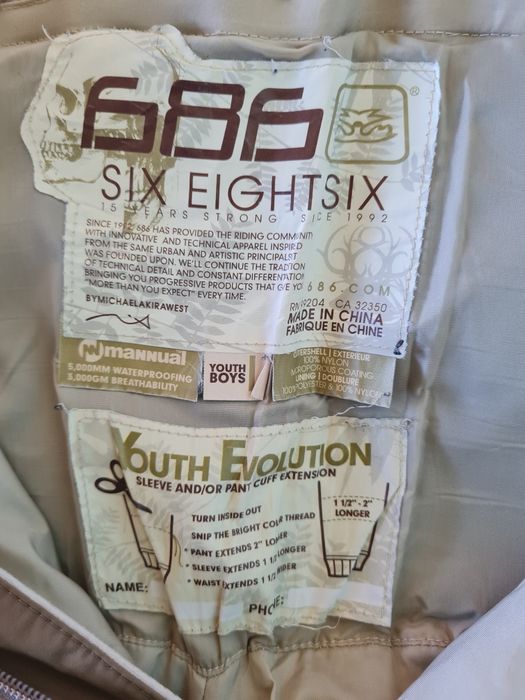 686 ®
SIX EIGHTSIX
15 YEARS STRONG SINCE 1992
SINCE 1992, 686 HAS PROVIDED THE RIDING COMMUNITY
WITH INNOVATIVE AND TECHNICAL APPAREL INSPIRED
FROM THE SAME URBAN AND ARTISTIC PRINCIPALS IT
WAS FOUNDED UPON. WE'LL CONTINUE THE TRADITION
OF TECHNICAL DETAIL AND CONSTANT DIFFERENTIATION
BRINGING YOU PROGRESSIVE PRODUCTS THAT GIVE YOU
"MORE THAN YOU EXPECT" EVERY TIME.
BYMICHAELAKIRAWEST
686.COM
CA 32350
MADE IN CHINA
FABRIQUE EN CHINE
mannual
5,000MM WATERPROOFING
5,000GM BREATHABILITY
YOUTH
BOYS
OUTERSHELL | EXTERIEUR
100% NYLON
MICROPOROUS COATING
LINING | DOUBLURE
100% POLYESTER & 100% NYLON
YOUTH EVOLUTION
SLEEVE AND/OR PANT CUFF EXTENSION
TURN INSIDE OUT
SNIP THE BRIGHT COLOR THREAD
• PANT EXTENDS 2" LONGER
• SLEEVE EXTENDS 1 1/2 LONGER
• WAIST EXTENDS 1 1/2 WIDER
1 1/2" - 2"
LONGER
NAME:
PHONE: